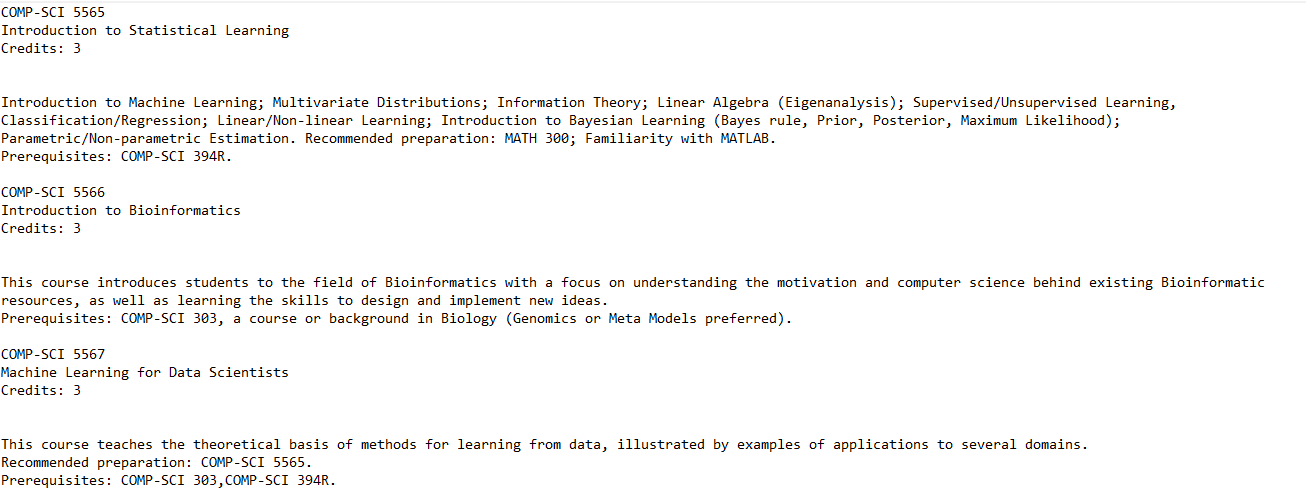 COMP-SCI 5565
Introduction to Statistical Learning
Credits: 3
Introduction to Machine Learning; Multivariate Distributions; Information Theory; Linear Algebra (Eigenanalysis); Supervised/Unsupervised Learning,
Classification/Regression; Linear/Non-linear Learning; Introduction to Bayesian Learning (Bayes rule, Prior, Posterior, Maximum Likelihood);
Parametric/Non-parametric Estimation. Recommended preparation: MATH 300; Familiarity with MATLAB.
Prerequisites: COMP-SCI 394R.
COMP-SCI 5566
Introduction to Bioinformatics
Credits: 3
This course introduces students to the field of Bioinformatics with a focus on understanding the motivation and computer science behind existing Bioinformatic
resources, as well as learning the skills to design and implement new ideas.
Prerequisites: COMP-SCI 303, a course or background in Biology (Genomics or Meta Models preferred).
COMP-SCI 5567
Machine Learning for Data Scientists
Credits: 3
This course teaches the theoretical basis of methods for learning from data, illustrated by examples of applications to several domains.
Recommended preparation: COMP-SCI 5565.
Prerequisites: COMP-SCI 303,COMP-SCI 394R.